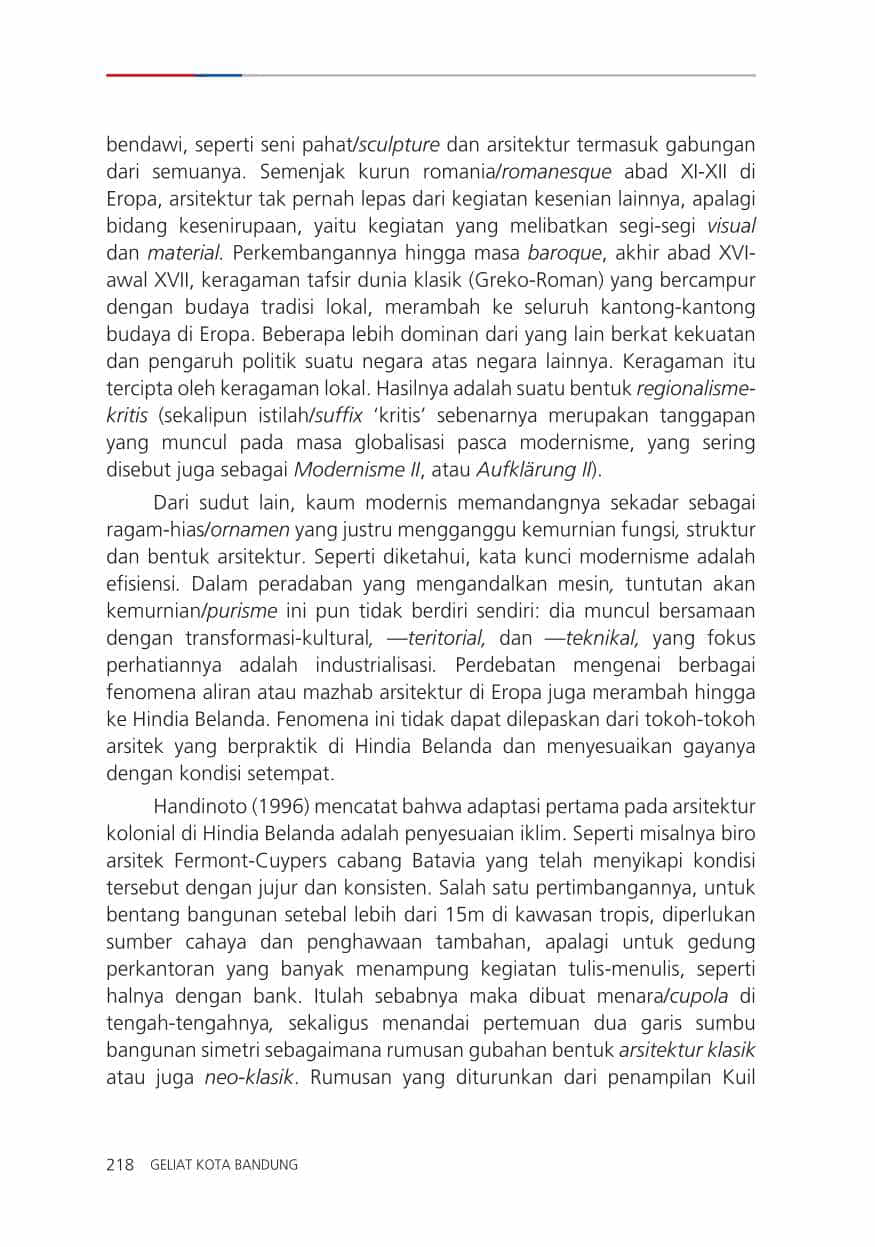 bendawi, seperti seni pahat/sculpture dan arsitektur termasuk gabungan
dari semuanya. Semenjak kurun romania/romanesque abad XI-XII di
Eropa, arsitektur tak pernah lepas dari kegiatan kesenian lainnya, apalagi
bidang kesenirupaan, yaitu kegiatan yang melibatkan segi-segi visual
dan material. Perkembangannya hingga masa baroque, akhir abad XVI-
awal XVII, keragaman tafsir dunia klasik (Greko-Roman) yang bercampur
dengan budaya tradisi lokal, merambah ke seluruh kantong-kantong
budaya di Eropa. Beberapa lebih dominan dari yang lain berkat kekuatan
dan pengaruh politik suatu negara atas negara lainnya. Keragaman itu
tercipta oleh keragaman lokal. Hasilnya adalah suatu bentuk regionalisme-
kritis (sekalipun istilah/suffix ‘kritis’ sebenarnya merupakan tanggapan
yang muncul pada masa globalisasi pasca modernisme, yang sering
disebut juga sebagai Modernisme II, atau Aufklärung II).
Dari sudut lain, kaum modernis memandangnya sekadar sebagai
ragam-hias/ornamen yang justru mengganggu kemurnian fungsi, struktur
dan bentuk arsitektur. Seperti diketahui, kata kunci modernisme adalah
efisiensi. Dalam peradaban yang mengandalkan mesin, tuntutan akan
kemurnian/purisme ini pun tidak berdiri sendiri: dia muncul bersamaan
dengan transformasi-kultural, —teritorial, dan —teknikal, yang fokus
perhatiannya adalah industrialisasi. Perdebatan mengenai berbagai
fenomena aliran atau mazhab arsitektur di Eropa juga merambah hingga
ke Hindia Belanda. Fenomena ini tidak dapat dilepaskan dari tokoh-tokoh
arsitek yang berpraktik di Hindia Belanda dan menyesuaikan gayanya
dengan kondisi setempat.
Handinoto (1996) mencatat bahwa adaptasi pertama pada arsitektur
kolonial di Hindia Belanda adalah penyesuaian iklim. Seperti misalnya biro
arsitek Fermont-Cuypers cabang Batavia yang telah menyikapi kondisi
tersebut dengan jujur dan konsisten. Salah satu pertimbangannya, untuk
bentang bangunan setebal lebih dari 15m di kawasan tropis, diperlukan
sumber cahaya dan penghawaan tambahan, apalagi untuk gedung
perkantoran yang banyak menampung kegiatan tulis-menulis, seperti
halnya dengan bank. Itulah sebabnya maka dibuat menara/cupola di
tengah-tengahnya, sekaligus menandai pertemuan dua garis sumbu
bangunan simetri sebagaimana rumusan gubahan bentuk arsitektur klasik
atau juga neo-klasik. Rumusan yang diturunkan dari penampilan Kuil
218 GELIAT KOTA BANDUNG